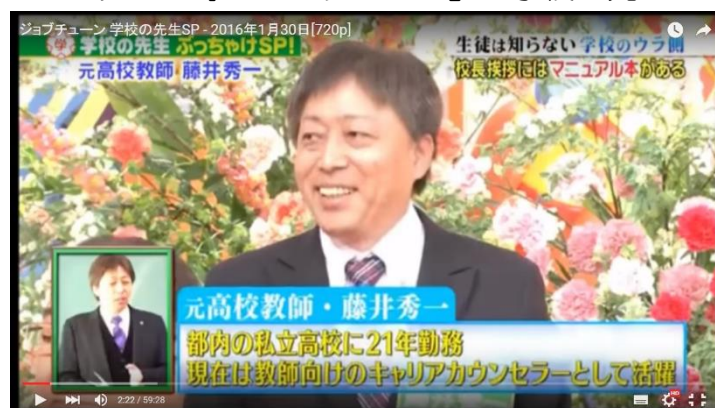 ジョブチューン 学校の先生SP - 2016年1月30日[720p]
学校の先生 ぶっちゃけSP!
元高校教師 藤井秀一
生徒は知らない 学校のウラ側
校長挨拶にはマニュアル本がある
元高校教師・藤井秀一
都内の私立高校に21年勤務
現在は教師向けのキャリアカウンセラーとして活躍
2:22 / 59:28
HD